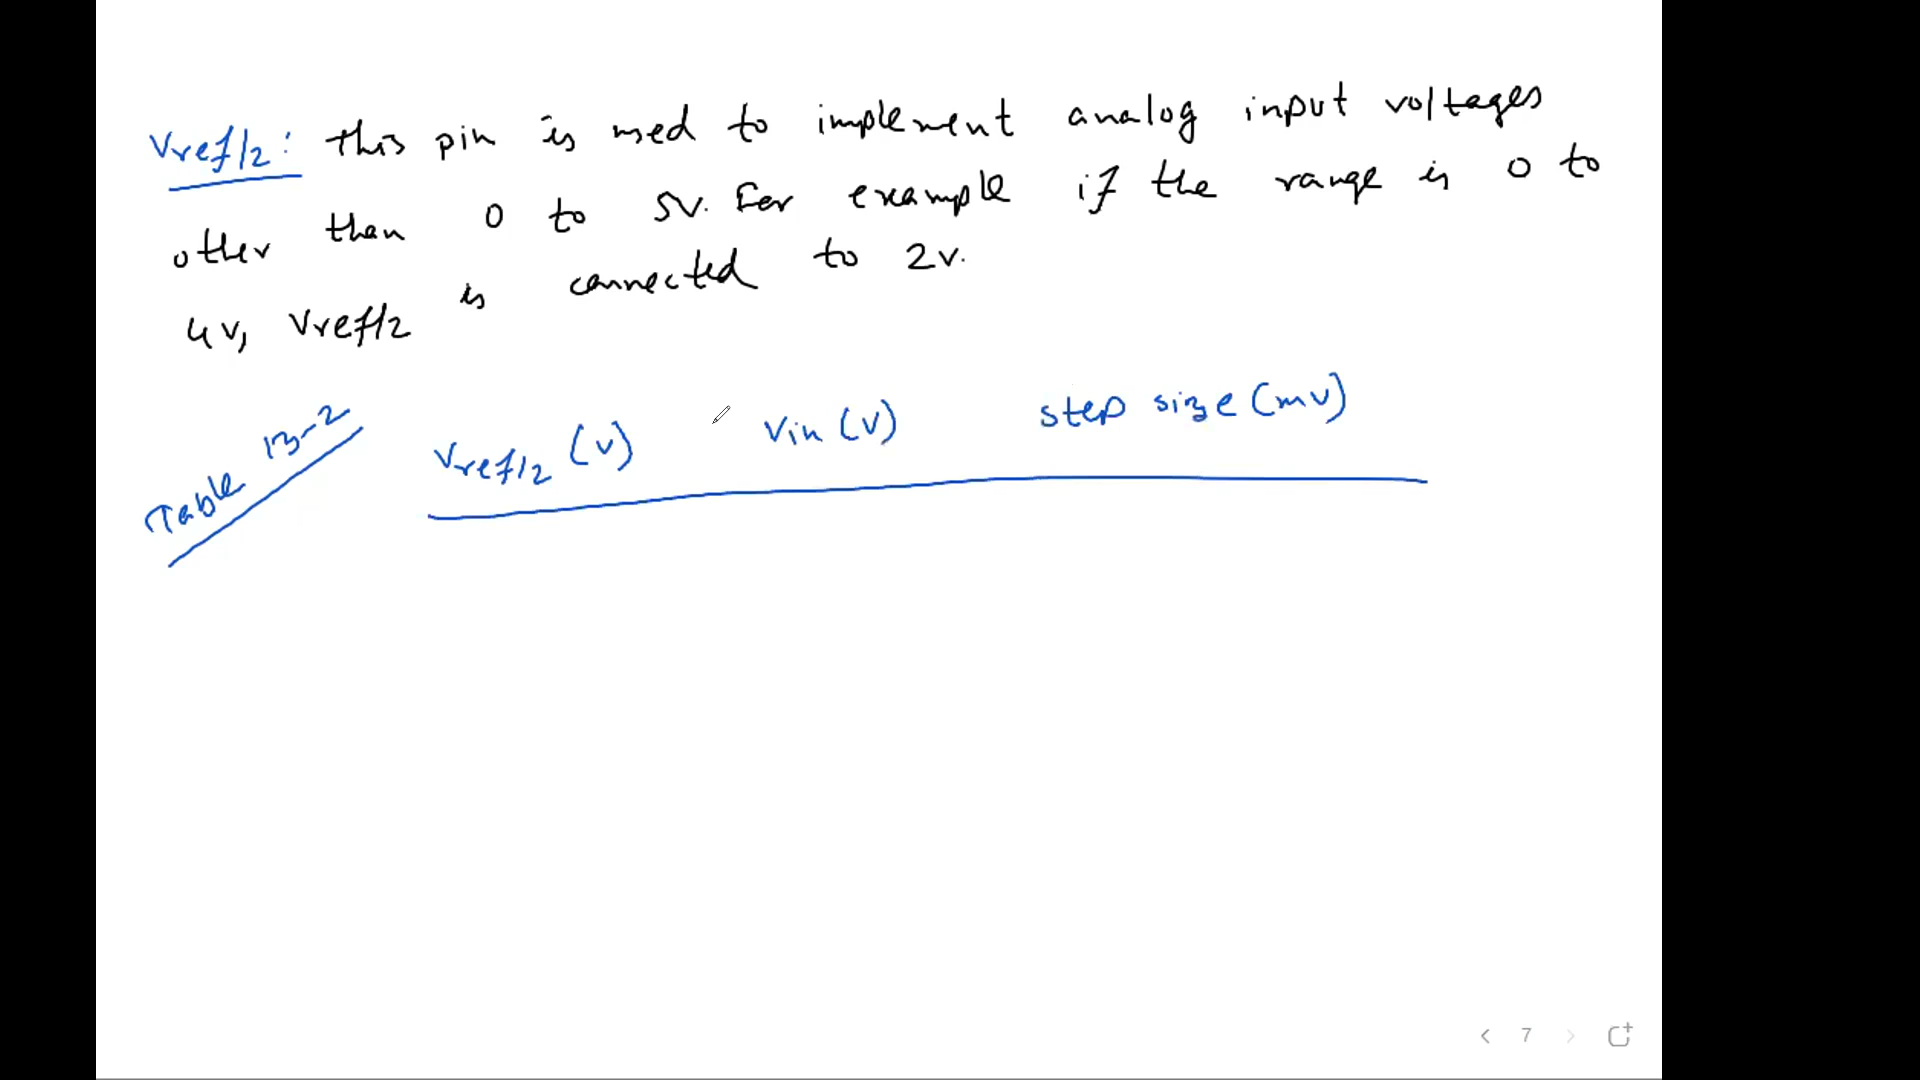 Vref/2: This pin is used to implement analog input voltages
other than 0 to 5V. For example if the range is 0 to
4V, Vref/2 is connected to 2V.
Table 13-2
Vref/2 (V) Vin (V) step size (mV)
7